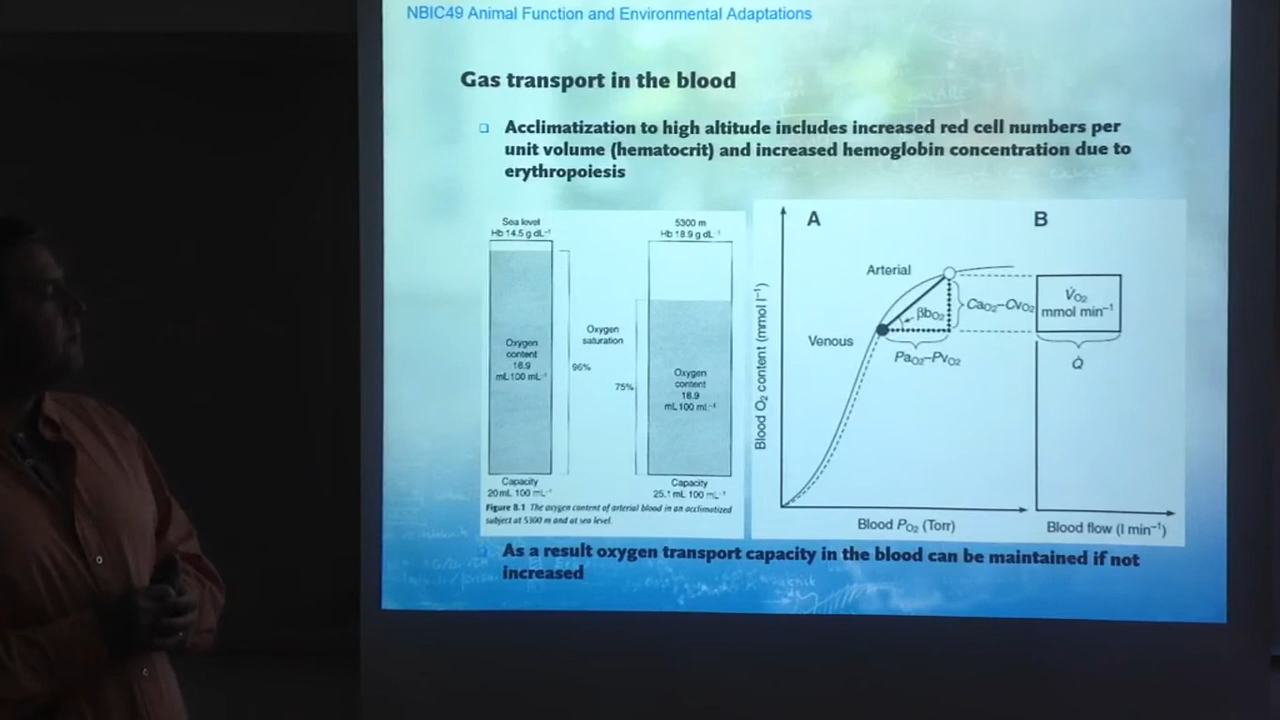 NBIC49 Animal Function and Environmental Adaptations
Gas transport in the blood
Acclimatization to high altitude includes increased red cell numbers per
unit volume (hematocrit) and increased hemoglobin concentration due to
erythropoiesis
Sea level
Hb 14.5 g dL⁻¹
5300 m
Hb 18.9 g dL⁻¹
Oxygen
saturation
96%
75%
Oxygen
content
18.9
mL 100 mL⁻¹
Oxygen
content
18.9
mL 100 mL⁻¹
Capacity
20 mL 100 mL⁻¹
Capacity
25.1 mL 100 mL⁻¹
Figure 8.1 The oxygen content of arterial blood in an acclimatized
subject at 5300 m and at sea level.
A
B
Arterial
Venous
βbO₂
CaO₂–CvO₂
PaO₂–PvO₂
V̇O₂
mmol min⁻¹
Q̇
Blood O₂ content (mmol l⁻¹)
Blood PO₂ (Torr)
Blood flow (l min⁻¹)
As a result oxygen transport capacity in the blood can be maintained if not
increased